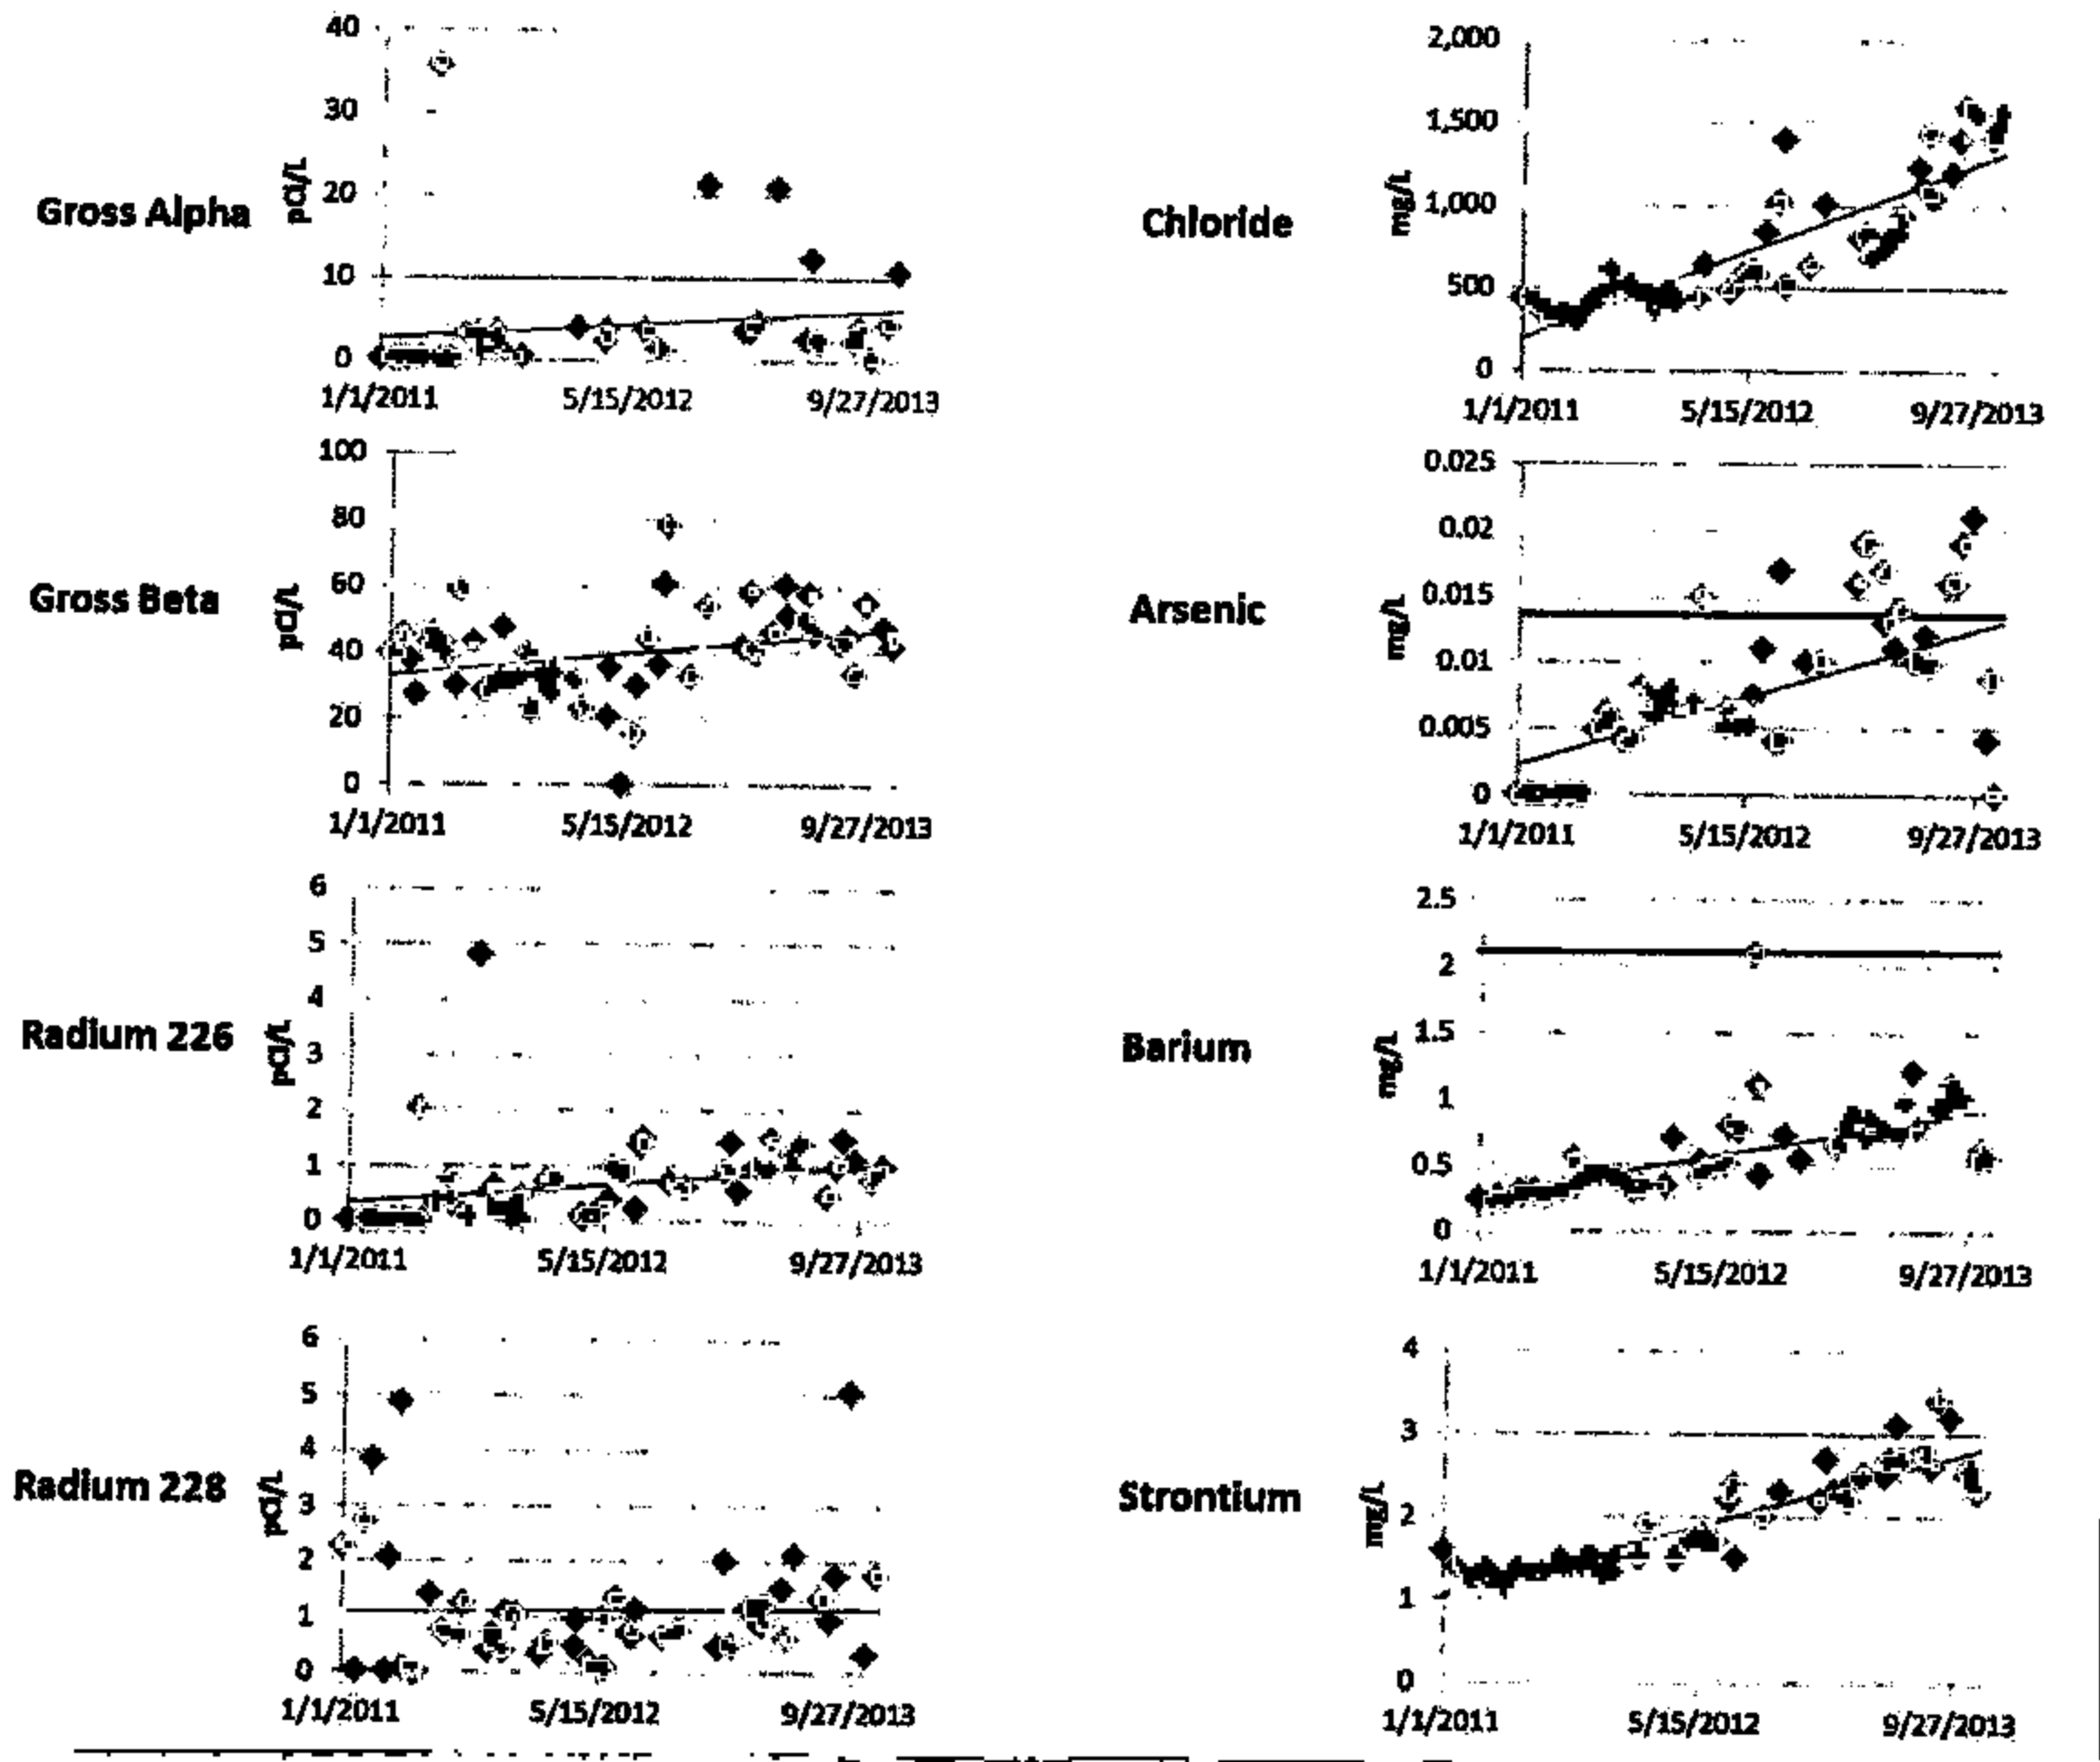 Gross Alpha
pCi/L
40
30
20
10
0
1/1/2011 5/15/2012 9/27/2013
Chloride
mg/L
2,000
1,500
1,000
500
0
1/1/2011 5/15/2012 9/27/2013
Gross Beta
pCi/L
100
80
60
40
20
0
1/1/2011 5/15/2012 9/27/2013
Arsenic
mg/L
0.025
0.02
0.015
0.01
0.005
0
1/1/2011 5/15/2012 9/27/2013
Radium 226
pCi/L
6
5
4
3
2
1
0
1/1/2011 5/15/2012 9/27/2013
Barium
mg/L
2.5
2
1.5
1
0.5
0
1/1/2011 5/15/2012 9/27/2013
Radium 228
pCi/L
6
5
4
3
2
1
0
1/1/2011 5/15/2012 9/27/2013
Strontium
mg/L
4
3
2
1
0
1/1/2011 5/15/2012 9/27/2013